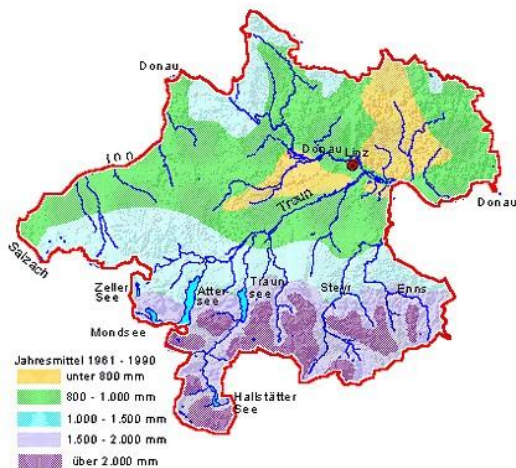 Donau
Inn
Donau
Linz
Traun
Donau
Salzach
Zeller
See
Atter
see
Traun
see
Steyr
Enns
Mondsee
Hallstätter
See
Jahresmittel 1961 - 1990
unter 800 mm
800 - 1.000 mm
1.000 - 1.500 mm
1.500 - 2.000 mm
über 2.000 mm